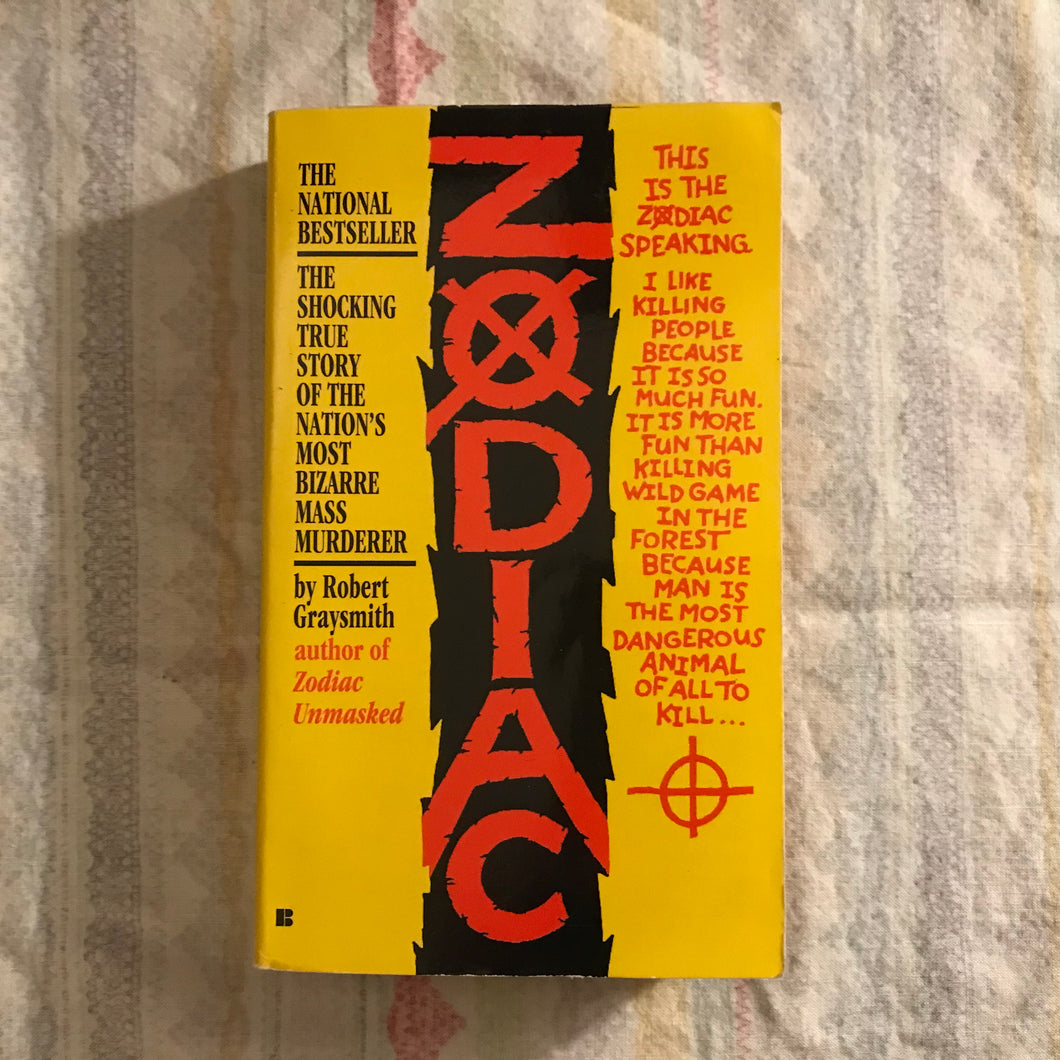 THE
NATIONAL
BESTSELLER
THE
SHOCKING
TRUE
STORY
OF THE
NATION'S
MOST
BIZARRE
MASS
MURDERER
by Robert
Graysmith
author of
Zodiac
Unmasked
B
ZODIAC
THIS
IS THE
ZODIAC
SPEAKING.
I LIKE
KILLING
PEOPLE
BECAUSE
IT IS SO
MUCH FUN.
IT IS MORE
FUN THAN
KILLING
WILD GAME
IN THE
FOREST
BECAUSE
MAN IS
THE MOST
DANGEROUS
ANIMAL
OF ALL TO
KILL...